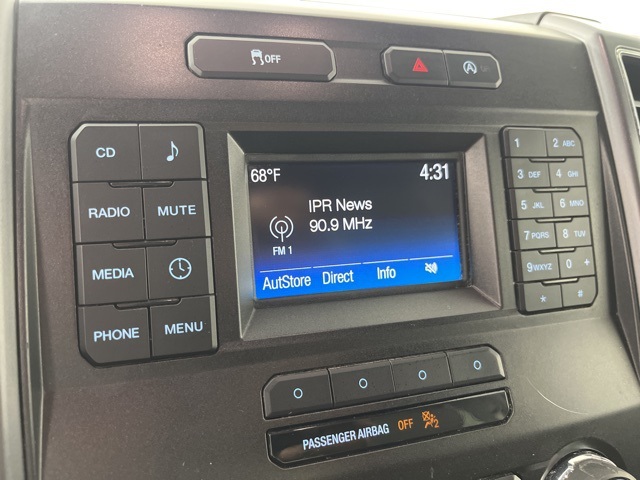 OFF
A
CD
RADIO MUTE
MEDIA
PHONE MENU
68°F 4:31
IPR News
90.9 MHz
FM 1
AutStore Direct Info
1 2 ABC
3 DEF 4 GHI
5 JKL 6 MNO
7 PQRS 8 TUV
9 WXYZ 0 +
* #
PASSENGER AIRBAG OFF 2